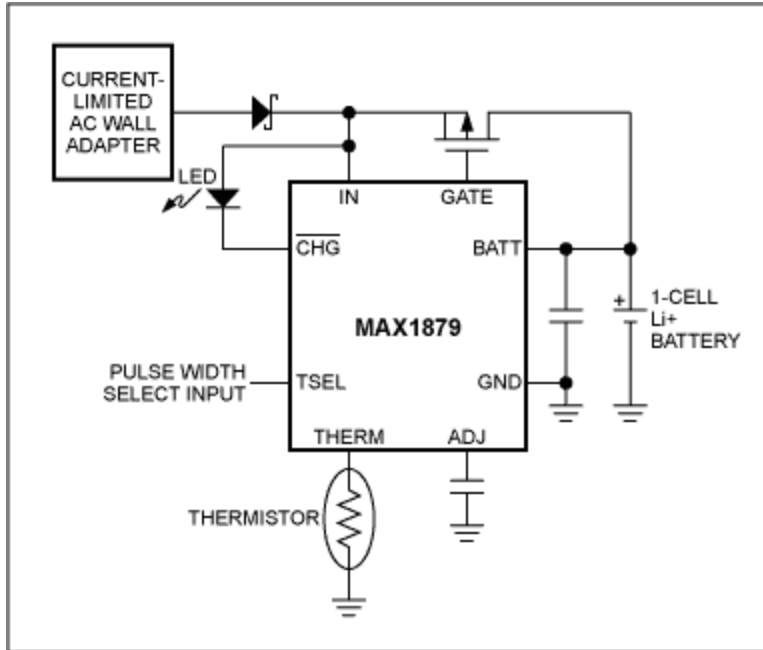 CURRENT-
LIMITED
AC WALL
ADAPTER
LED
IN
GATE
CHG
BATT
MAX1879
+
1-CELL
Li+
BATTERY
PULSE WIDTH
SELECT INPUT
TSEL
GND
THERM
ADJ
THERMISTOR